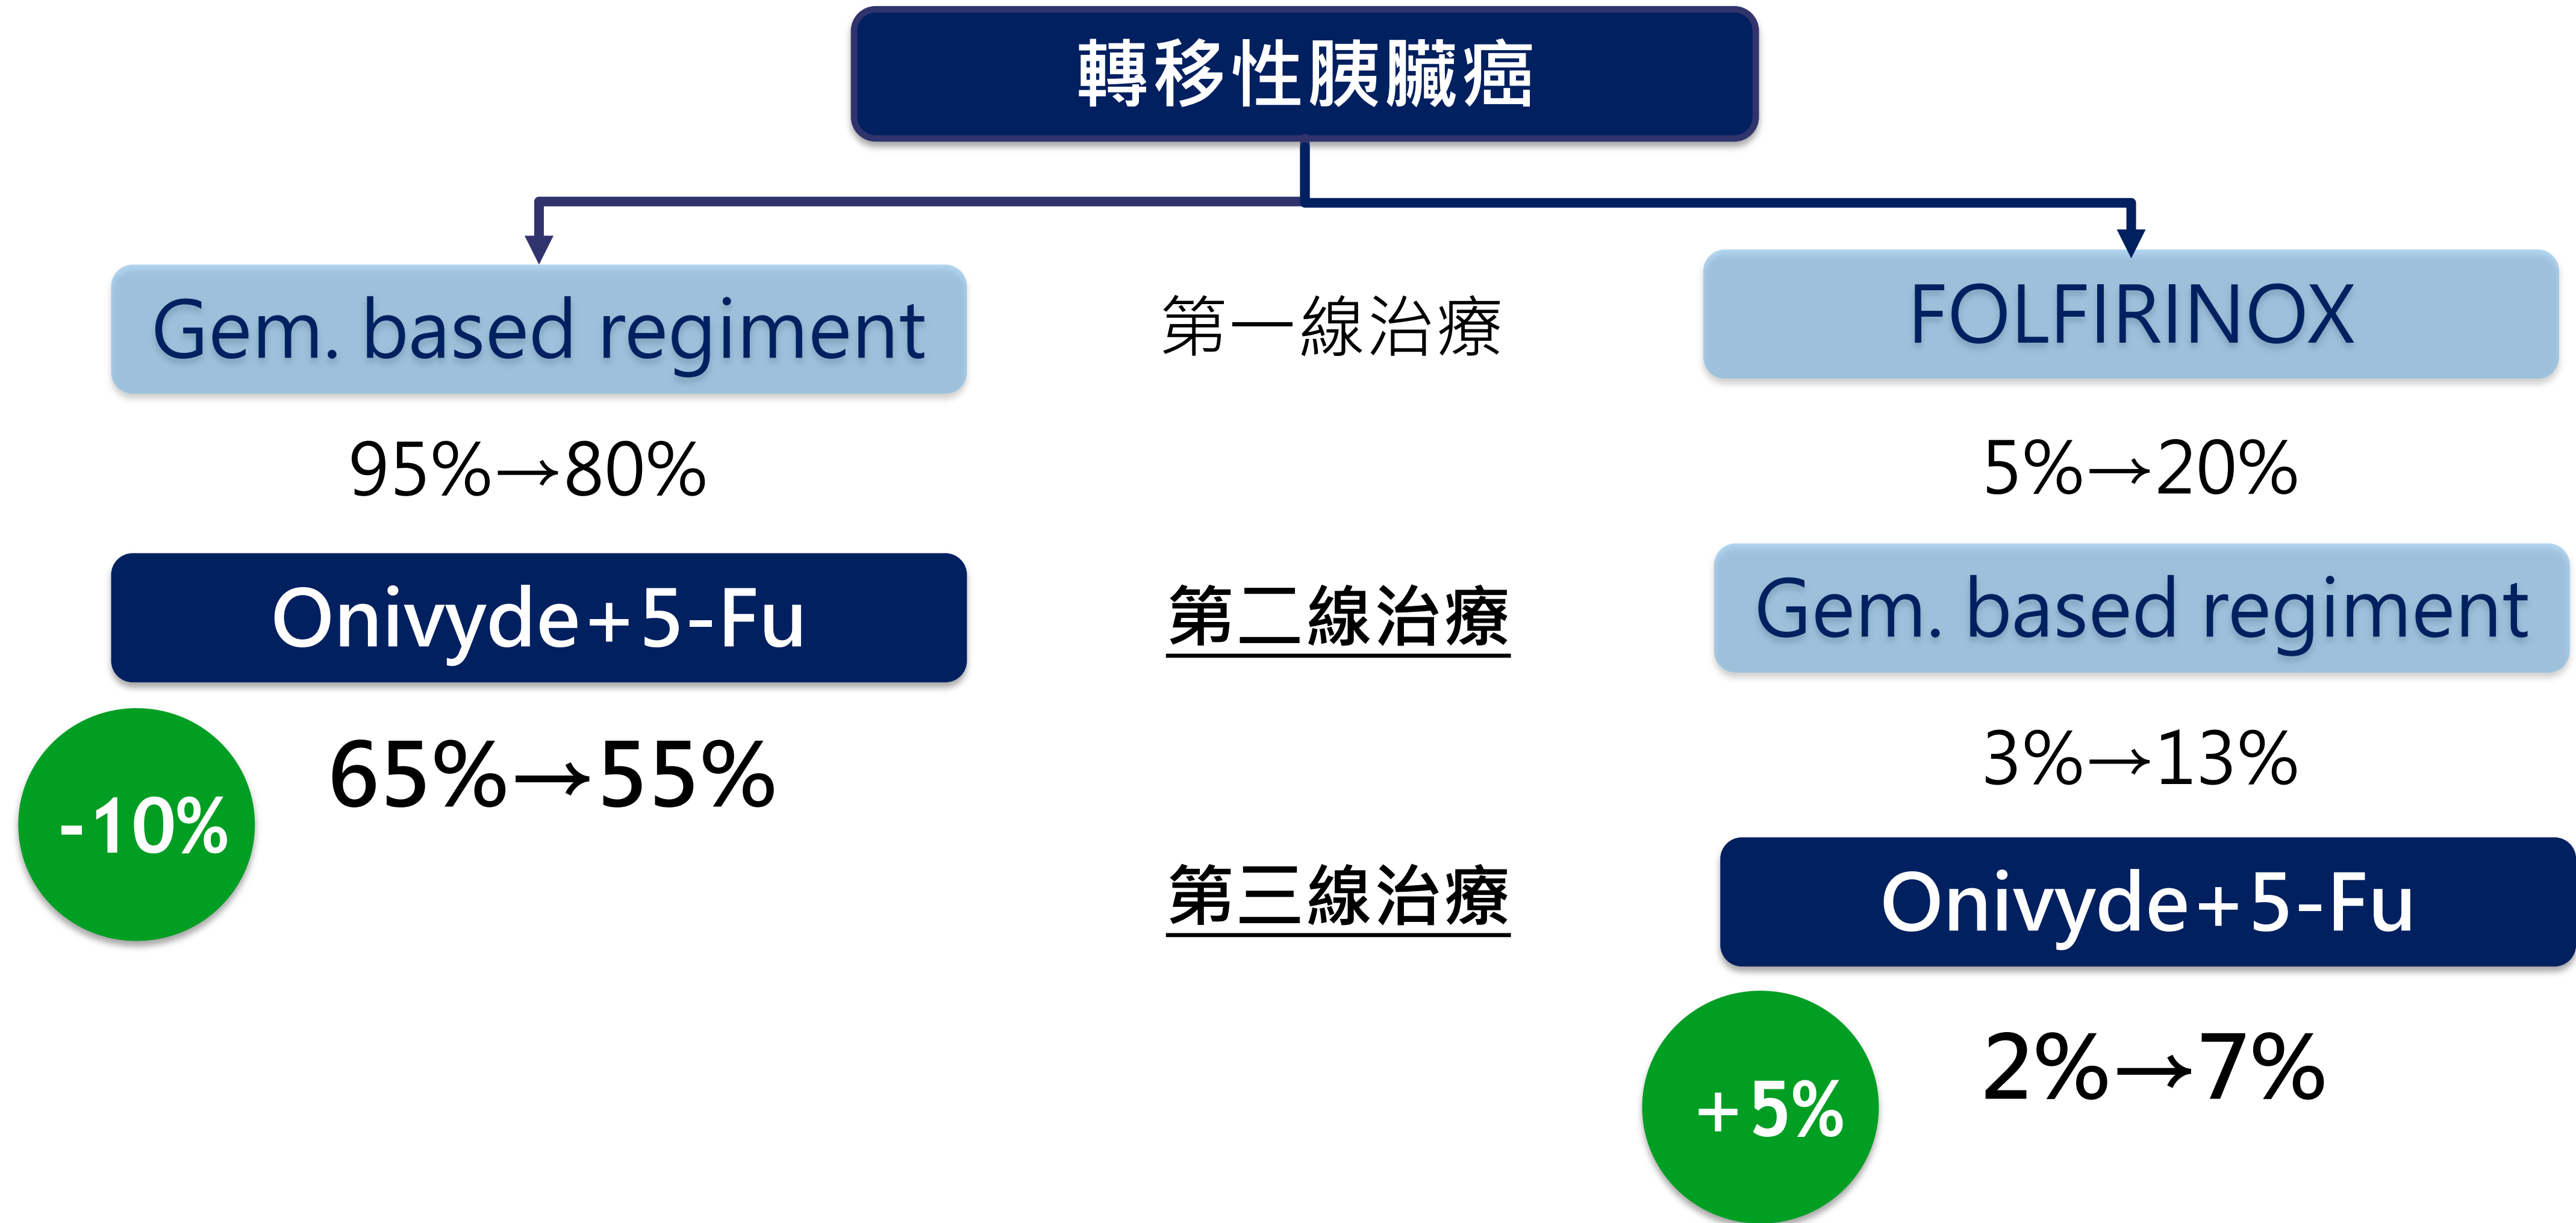 轉移性胰臟癌
Gem. based regiment
第一線治療
FOLFIRINOX
95%→80%
5%→20%
Onivyde+5-Fu
第二線治療
Gem. based regiment
-10%
65%→55%
3%→13%
第三線治療
Onivyde+5-Fu
+5%
2%→7%